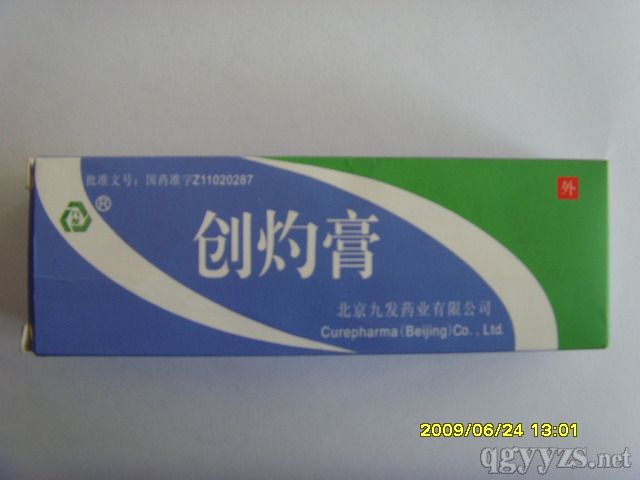 批准文号：国药准字Z11020287
外
®
创灼膏
北京九发药业有限公司
Curepharma(Beijing)Co.,Ltd.
2009/06/24 13:01
qgyyzs.net